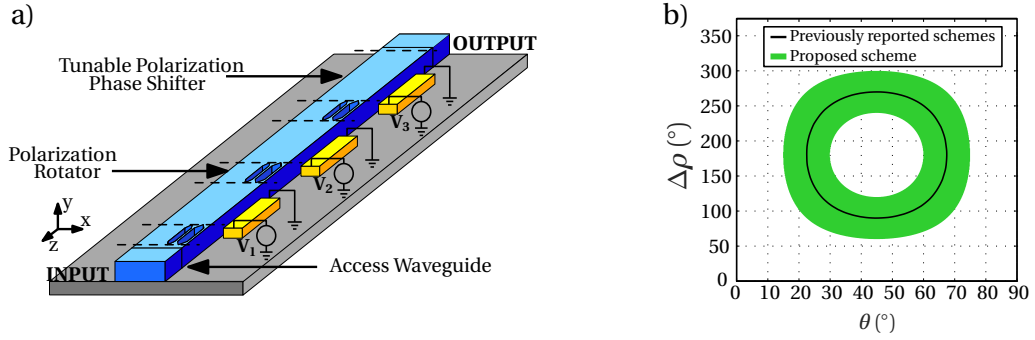 a)
OUTPUT
Tunable Polarization
Phase Shifter
V3
Polarization
Rotator
V2
y
x
z
V1
INPUT
Access Waveguide
b)
Previously reported schemes
Proposed scheme
Δρ (°)
350
300
250
200
150
100
50
0
0 10 20 30 40 50 60 70 80 90
θ (°)